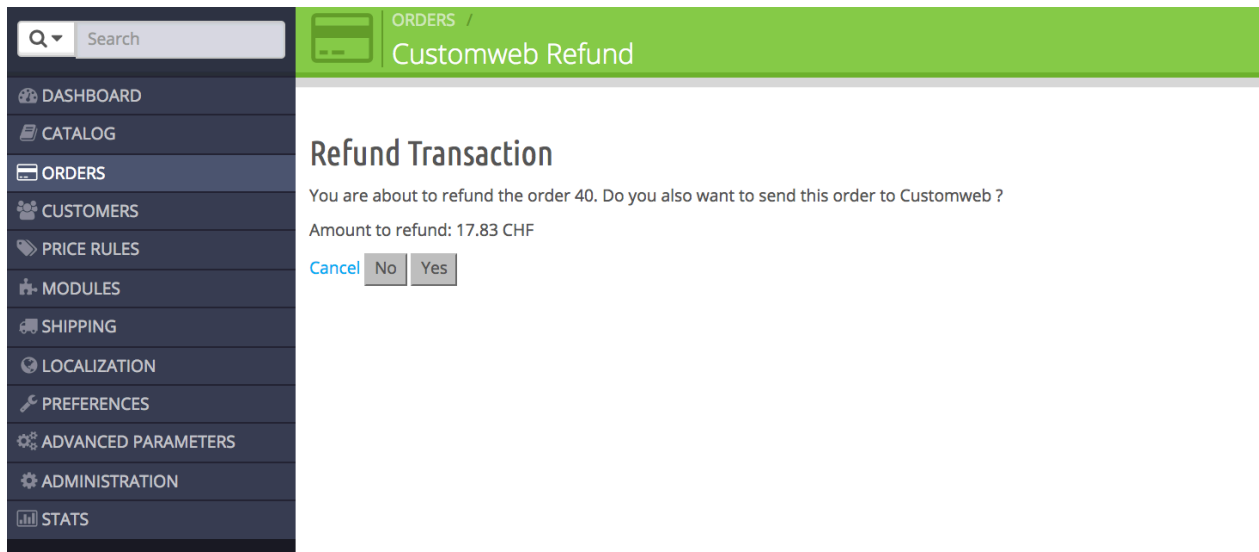 Search
DASHBOARD
CATALOG
ORDERS
CUSTOMERS
PRICE RULES
MODULES
SHIPPING
LOCALIZATION
PREFERENCES
ADVANCED PARAMETERS
ADMINISTRATION
STATS
ORDERS /
Customweb Refund
Refund Transaction
You are about to refund the order 40. Do you also want to send this order to Customweb ?
Amount to refund: 17.83 CHF
Cancel No Yes